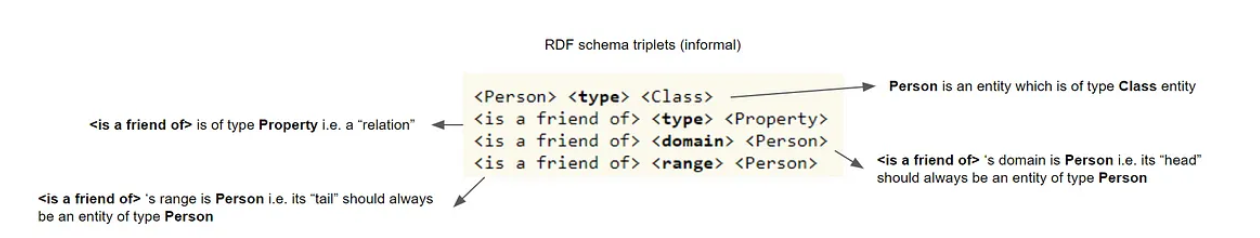 RDF schema triplets (informal)
<Person> <type> <Class>
<is a friend of> <type> <Property>
<is a friend of> <domain> <Person>
<is a friend of> <range> <Person>
Person is an entity which is of type Class entity
<is a friend of> is of type Property i.e. a “relation”
<is a friend of> ‘s domain is Person i.e. its “head”
should always be an entity of type Person
<is a friend of> ‘s range is Person i.e. its “tail” should always
be an entity of type Person